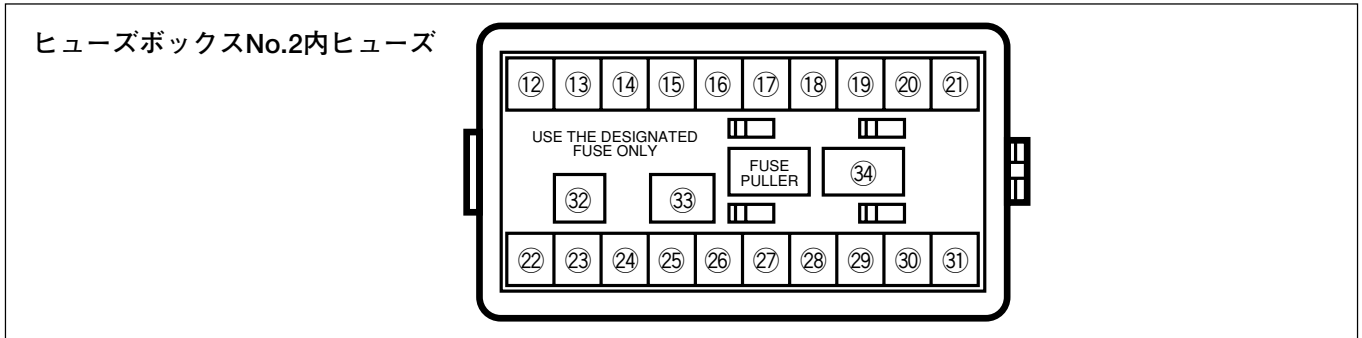 ヒューズボックスNo.2内ヒューズ
⑫ ⑬ ⑭ ⑮ ⑯ ⑰ ⑱ ⑲ ⑳ ㉑
USE THE DESIGNATED
FUSE ONLY
FUSE
PULLER
㉞
㉜ ㉝
㉒ ㉓ ㉔ ㉕ ㉖ ㉗ ㉘ ㉙ ㉚ ㉛